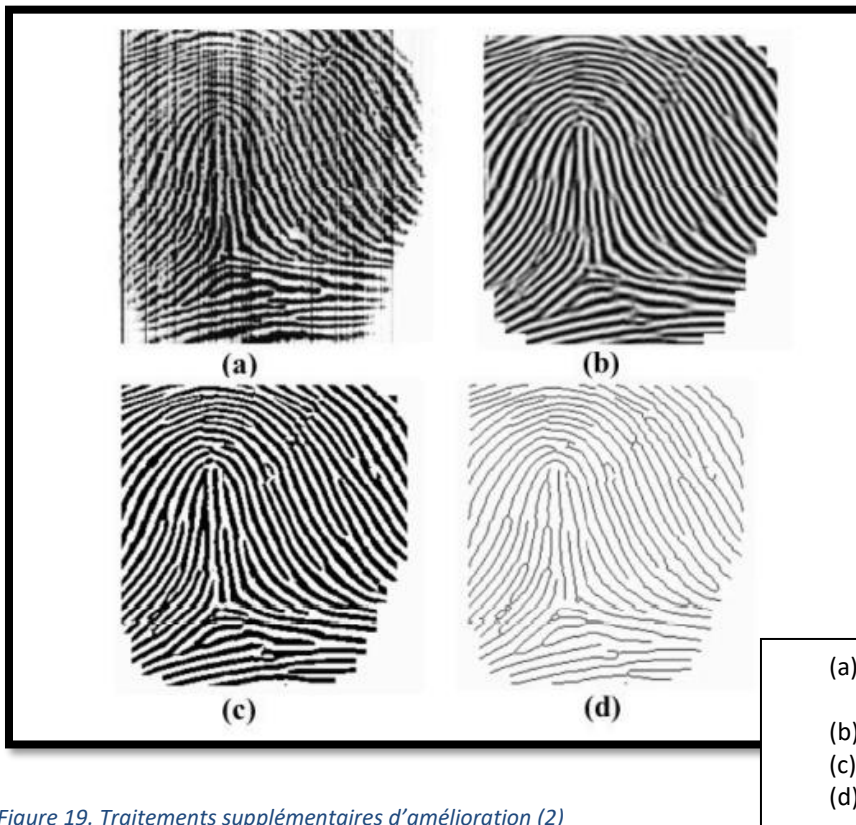 (a)
(b)
(c)
(d)
(a)
(b)
(c)
(d)
Figure 19. Traitements supplémentaires d’amélioration (2)